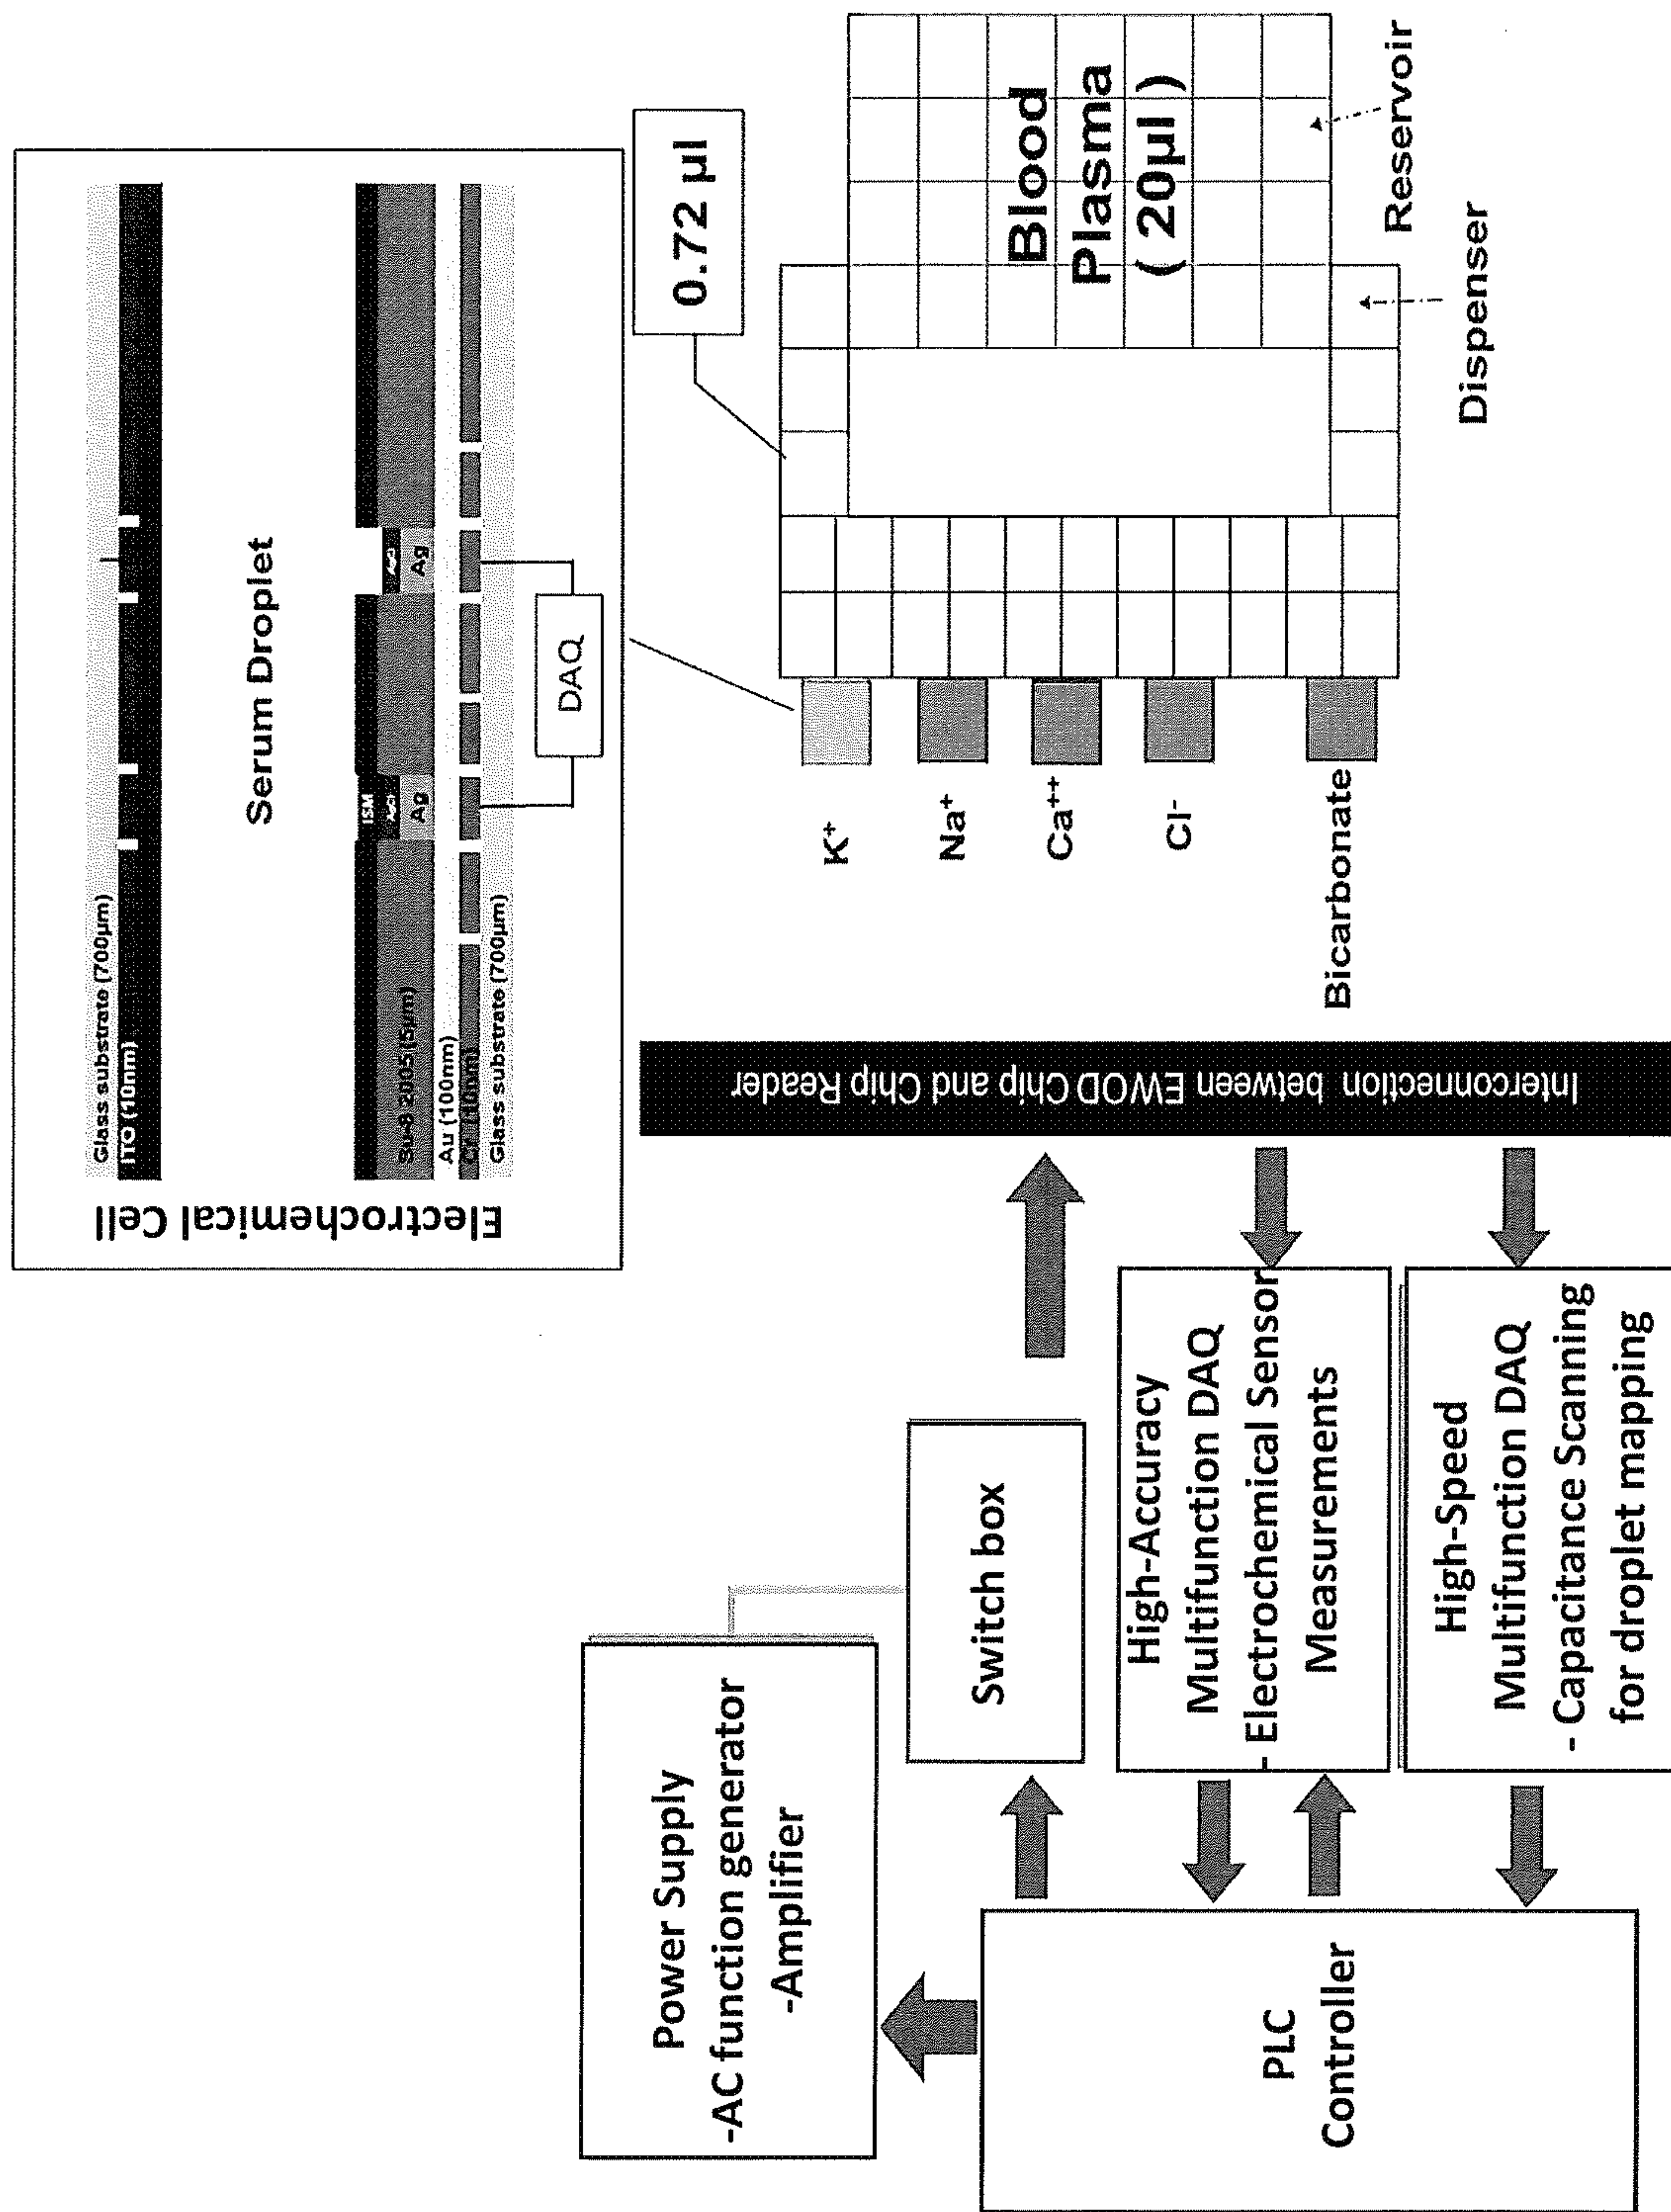 Electrochemical Cell
Glass substrate (700µm)
ITO (10nm)
Serum Droplet
ISM
AgCl
Ag
AgCl
Ag
Su-8 2005 (5µm)
Au (100nm)
Cr (10nm)
Glass substrate (700µm)
DAQ
0.72 µl
Blood
Plasma
( 20µl )
Reservoir
Dispenser
K⁺
Na⁺
Ca⁺⁺
Cl⁻
Bicarbonate
Interconnection between EWOD Chip and Chip Reader
Power Supply
-AC function generator
-Amplifier
Switch box
High-Accuracy
Multifunction DAQ
- Electrochemical Sensor
Measurements
High-Speed
Multifunction DAQ
- Capacitance Scanning
for droplet mapping
PLC
Controller